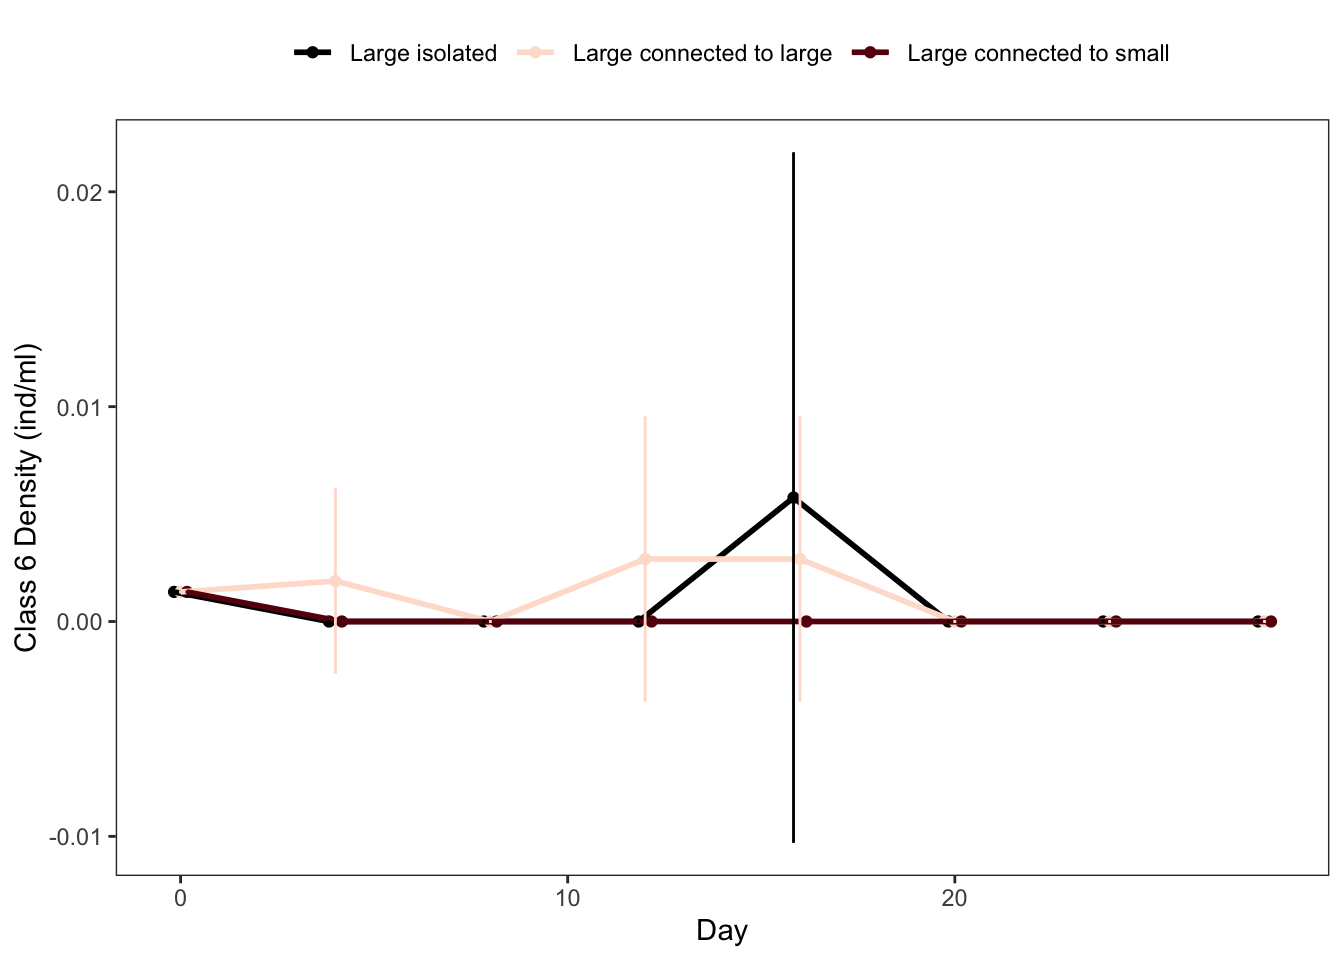 Large isolated Large connected to large Large connected to small
Class 6 Density (ind/ml)
0.02
0.01
0.00
-0.01
0 10 20
Day